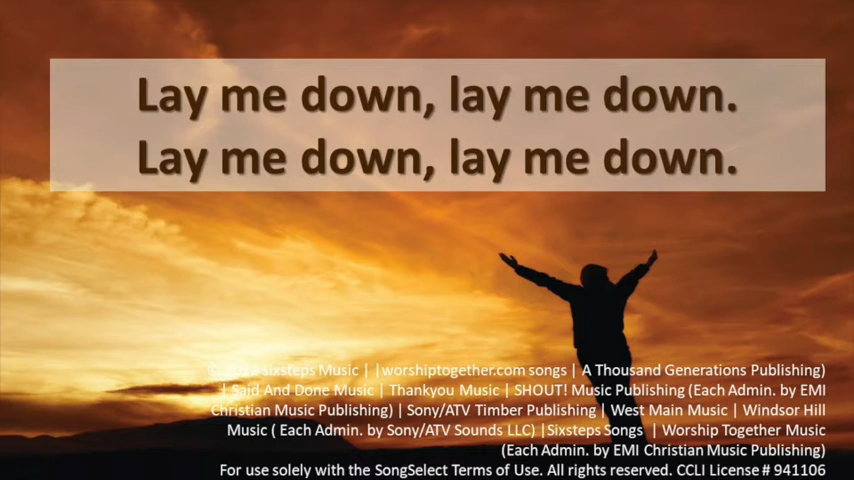 Lay me down, lay me down.
Lay me down, lay me down.
sixsteps Music | |worshiptogether.com songs | A Thousand Generations Publishing)
| Said And Done Music | Thankyou Music | SHOUT! Music Publishing (Each Admin. by EMI
Christian Music Publishing) | Sony/ATV Timber Publishing | West Main Music | Windsor Hill
Music ( Each Admin. by Sony/ATV Sounds LLC) |Sixsteps Songs | Worship Together Music
(Each Admin. by EMI Christian Music Publishing)
For use solely with the SongSelect Terms of Use. All rights reserved. CCLI License # 941106